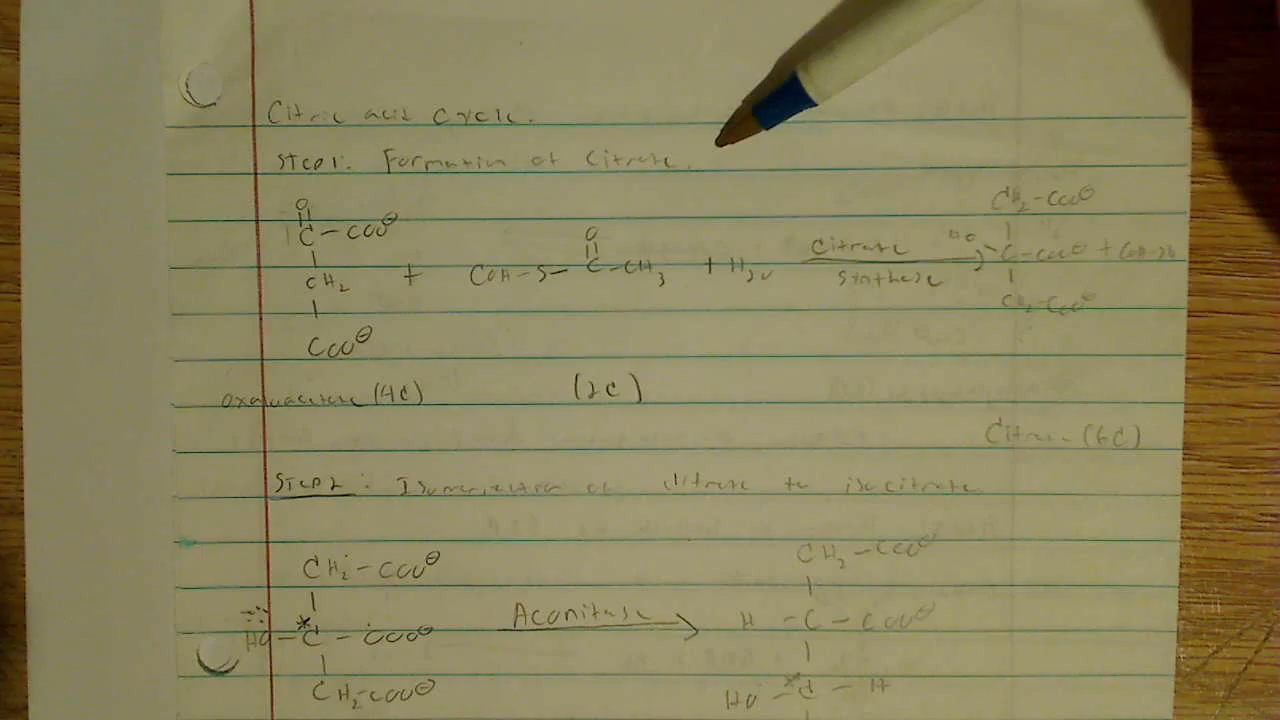 Citric acid cycle.
Step 1: Formation of Citrate.
O
C - COO⊖
CH2
COO⊖
+
CoA-S-
O
C-CH3
+ H2O
Citrate
synthase
CH2-COO⊖
HO
C-COO⊖ + CoA-SH
CH2-COO⊖
oxaloacetate (4C)
(2C)
Citrate (6C)
Step 2: Isomerization of citrate to isocitrate
CH2-COO⊖
HO - C* - COO⊖
CH2-COO⊖
Aconitase
CH2-COO⊖
H - C - COO⊖
HO - C* - H